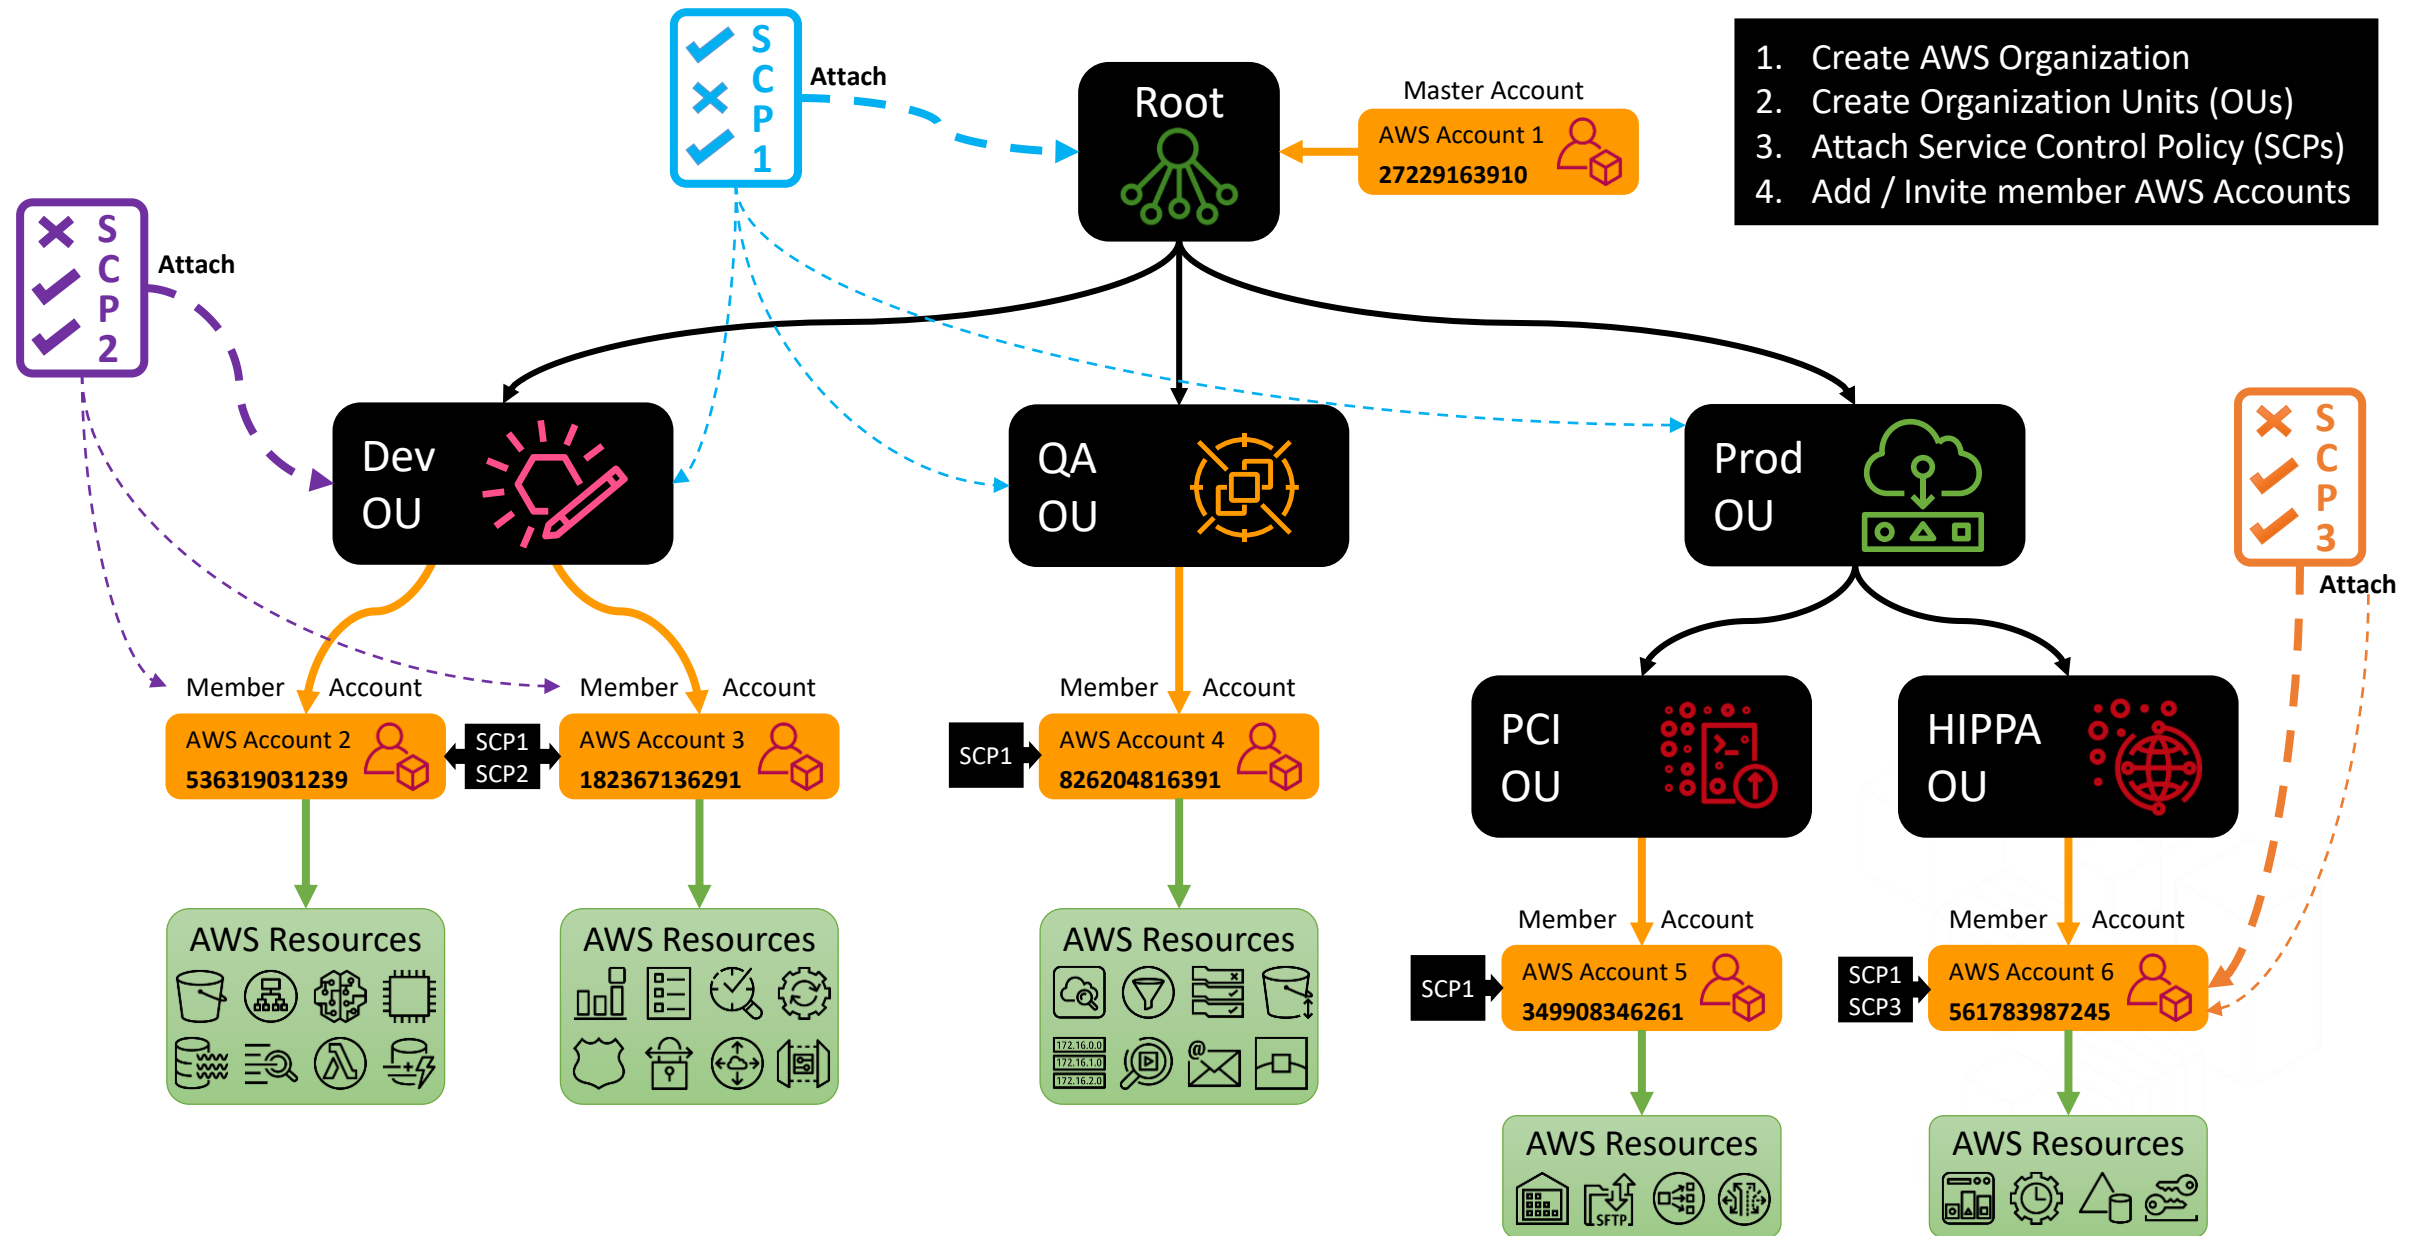 S
C
P
1
Attach
Root
Master Account
AWS Account 1
27229163910
1. Create AWS Organization
2. Create Organization Units (OUs)
3. Attach Service Control Policy (SCPs)
4. Add / Invite member AWS Accounts
S
C
P
2
Attach
Dev
OU
QA
OU
Prod
OU
S
C
P
3
Attach
Member Account
AWS Account 2
536319031239
SCP1
SCP2
Member Account
AWS Account 3
182367136291
SCP1
Member Account
AWS Account 4
826204816391
PCI
OU
HIPPA
OU
AWS Resources
AWS Resources
AWS Resources
172.16.0.0
172.16.1.0
172.16.2.0
@
SCP1
Member Account
AWS Account 5
349908346261
SCP1
SCP3
Member Account
AWS Account 6
561783987245
AWS Resources
SFTP
AWS Resources